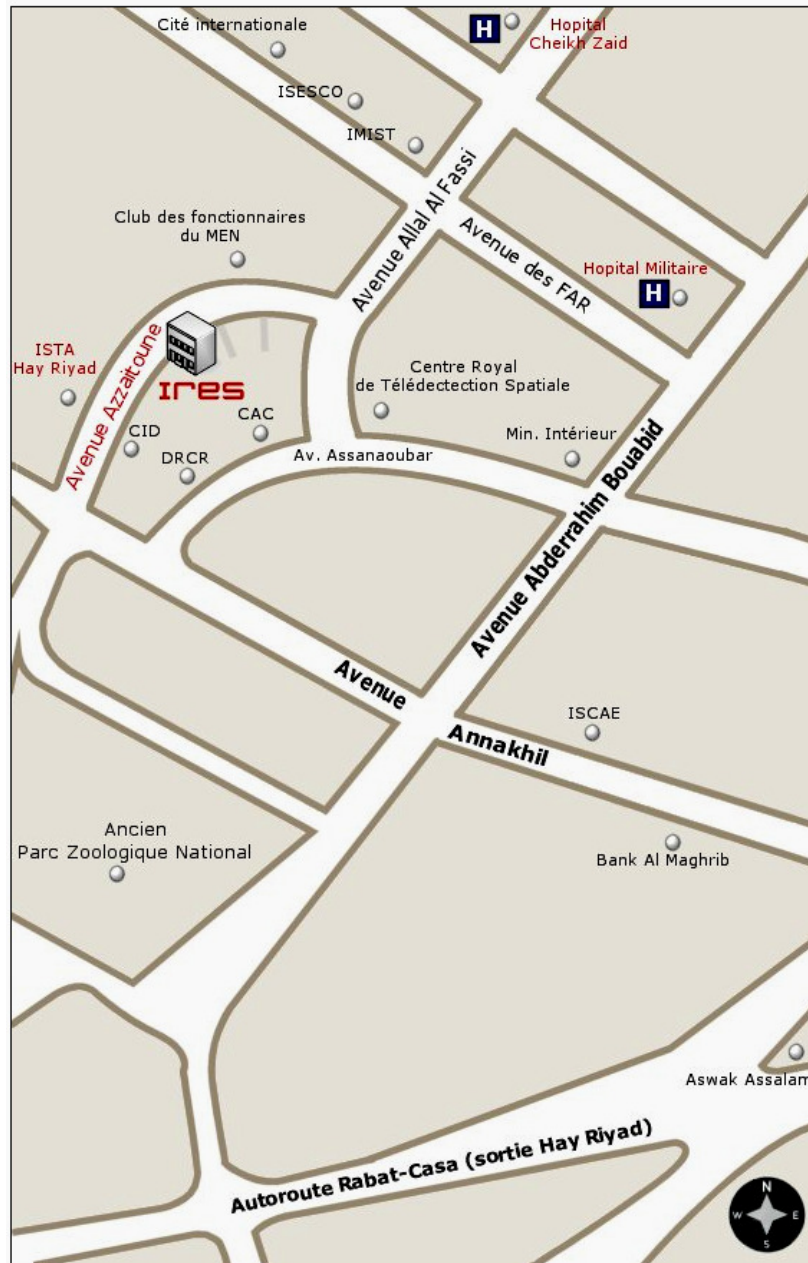 Cité internationale
H
Hopital
Cheikh Zaid
ISESCO
IMIST
Avenue Allal Al Fassi
Club des fonctionnaires
du MEN
Avenue des FAR
Hopital Militaire
H
ISTA
Hay Riyad
Avenue Azzaitoune
Ires
Centre Royal
de Télédectection Spatiale
CAC
CID
DRCR
Av. Assanaoubar
Min. Intérieur
Avenue Abderrahim Bouabid
Avenue
Annakhil
ISCAE
Ancien
Parc Zoologique National
Bank Al Maghrib
Aswak Assalam
Autoroute Rabat-Casa (sortie Hay Riyad)
N
W E
S